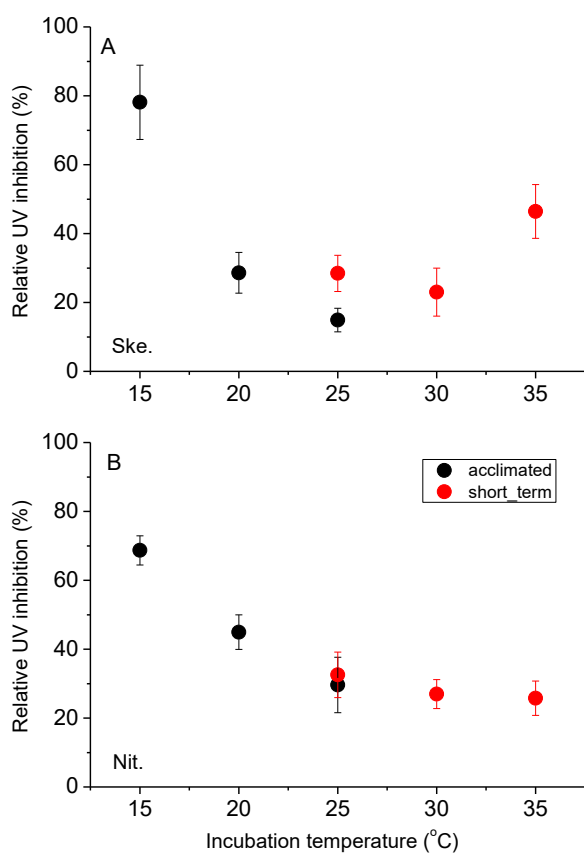 100
A
80
60
40
20
0
Relative UV inhibition (%)
Ske.
15 20 25 30 35
100
B
acclimated
short_term
80
60
40
20
0
Relative UV inhibition (%)
Nit.
15 20 25 30 35
Incubation temperature (°C)